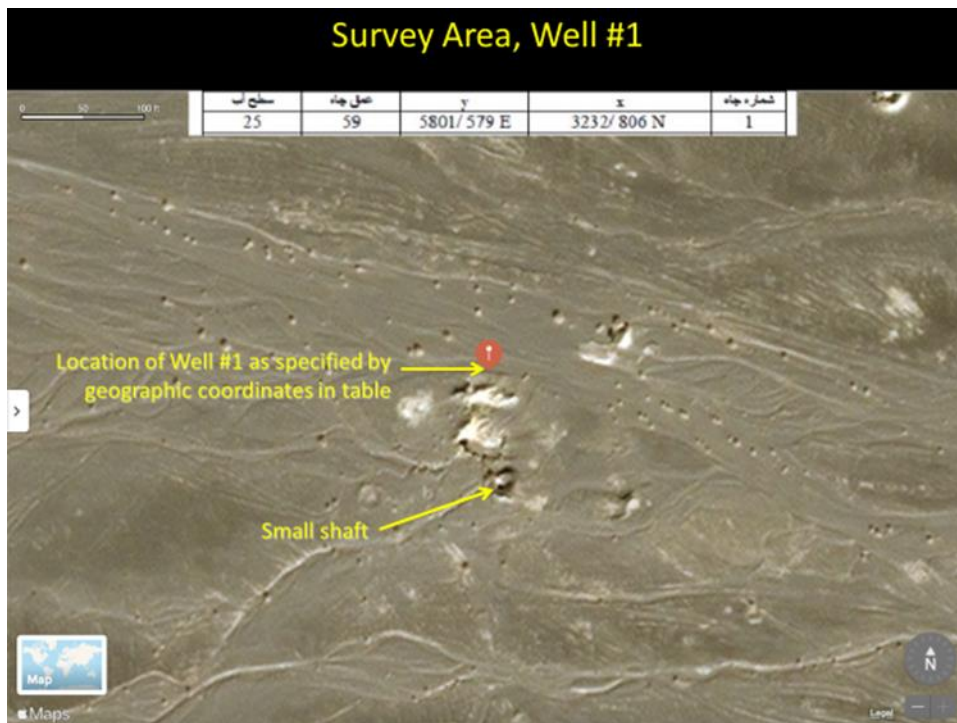 Survey Area, Well #1
0 50 100 ft
سطح آب عمق چاه y x شماره چاه
25 59 5801/ 579 E 3232/ 806 N 1
Location of Well #1 as specified by
geographic coordinates in table
Small shaft
Map
N
Maps
Legal